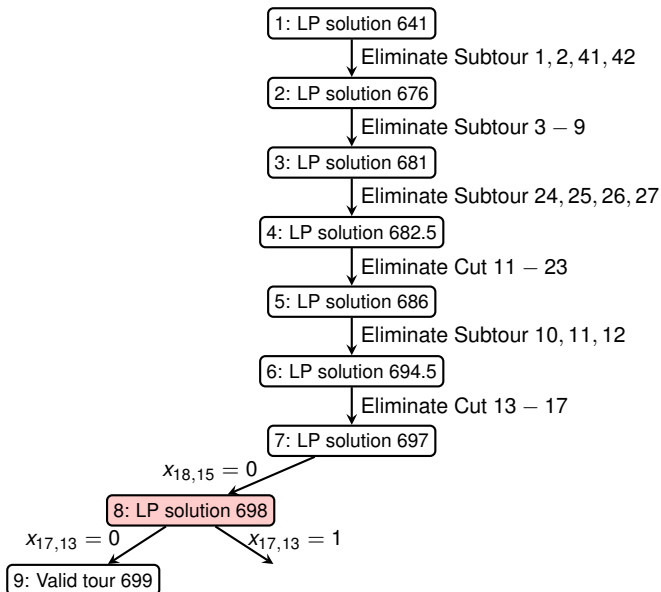 1: LP solution 641
Eliminate Subtour 1, 2, 41, 42
2: LP solution 676
Eliminate Subtour 3 − 9
3: LP solution 681
Eliminate Subtour 24, 25, 26, 27
4: LP solution 682.5
Eliminate Cut 11 − 23
5: LP solution 686
Eliminate Subtour 10, 11, 12
6: LP solution 694.5
Eliminate Cut 13 − 17
7: LP solution 697
x18,15 = 0
8: LP solution 698
x17,13 = 0
x17,13 = 1
9: Valid tour 699